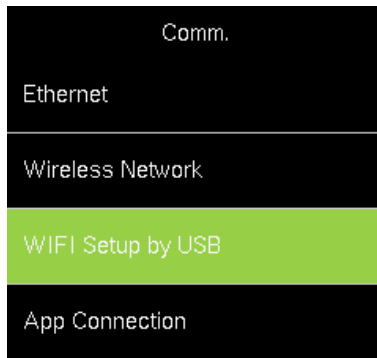 Comm.
Ethernet
Wireless Network
WIFI Setup by USB
App Connection